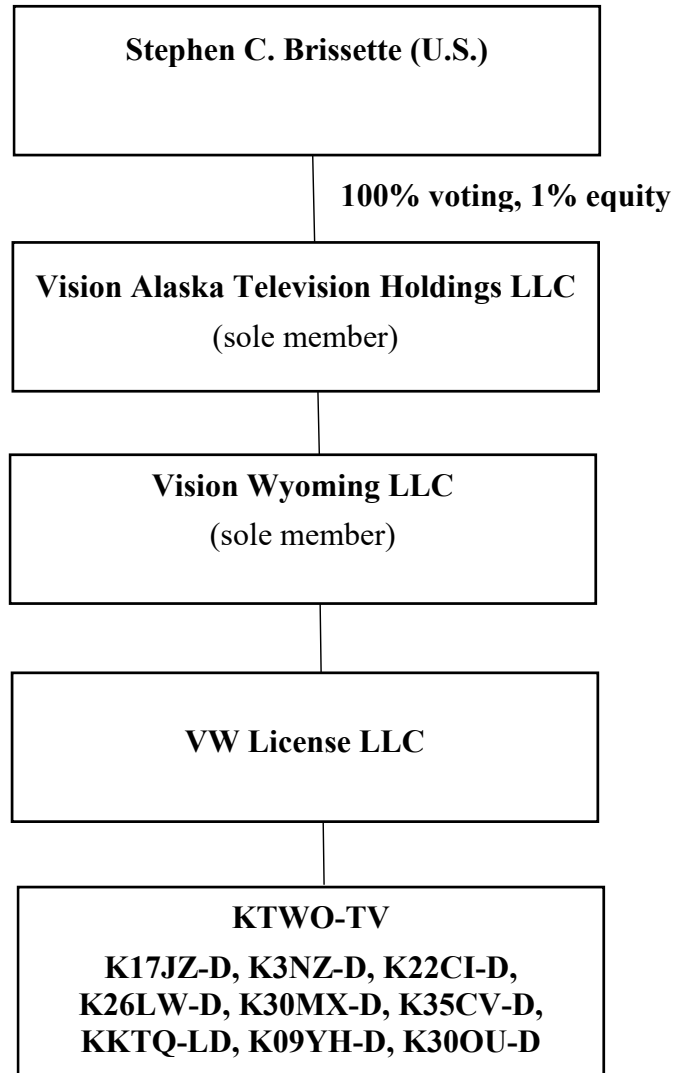 Stephen C. Brissette (U.S.)
100% voting, 1% equity
Vision Alaska Television Holdings LLC
(sole member)
Vision Wyoming LLC
(sole member)
VW License LLC
KTWO-TV
K17JZ-D, K3NZ-D, K22CI-D,
K26LW-D, K30MX-D, K35CV-D,
KKTQ-LD, K09YH-D, K30OU-D